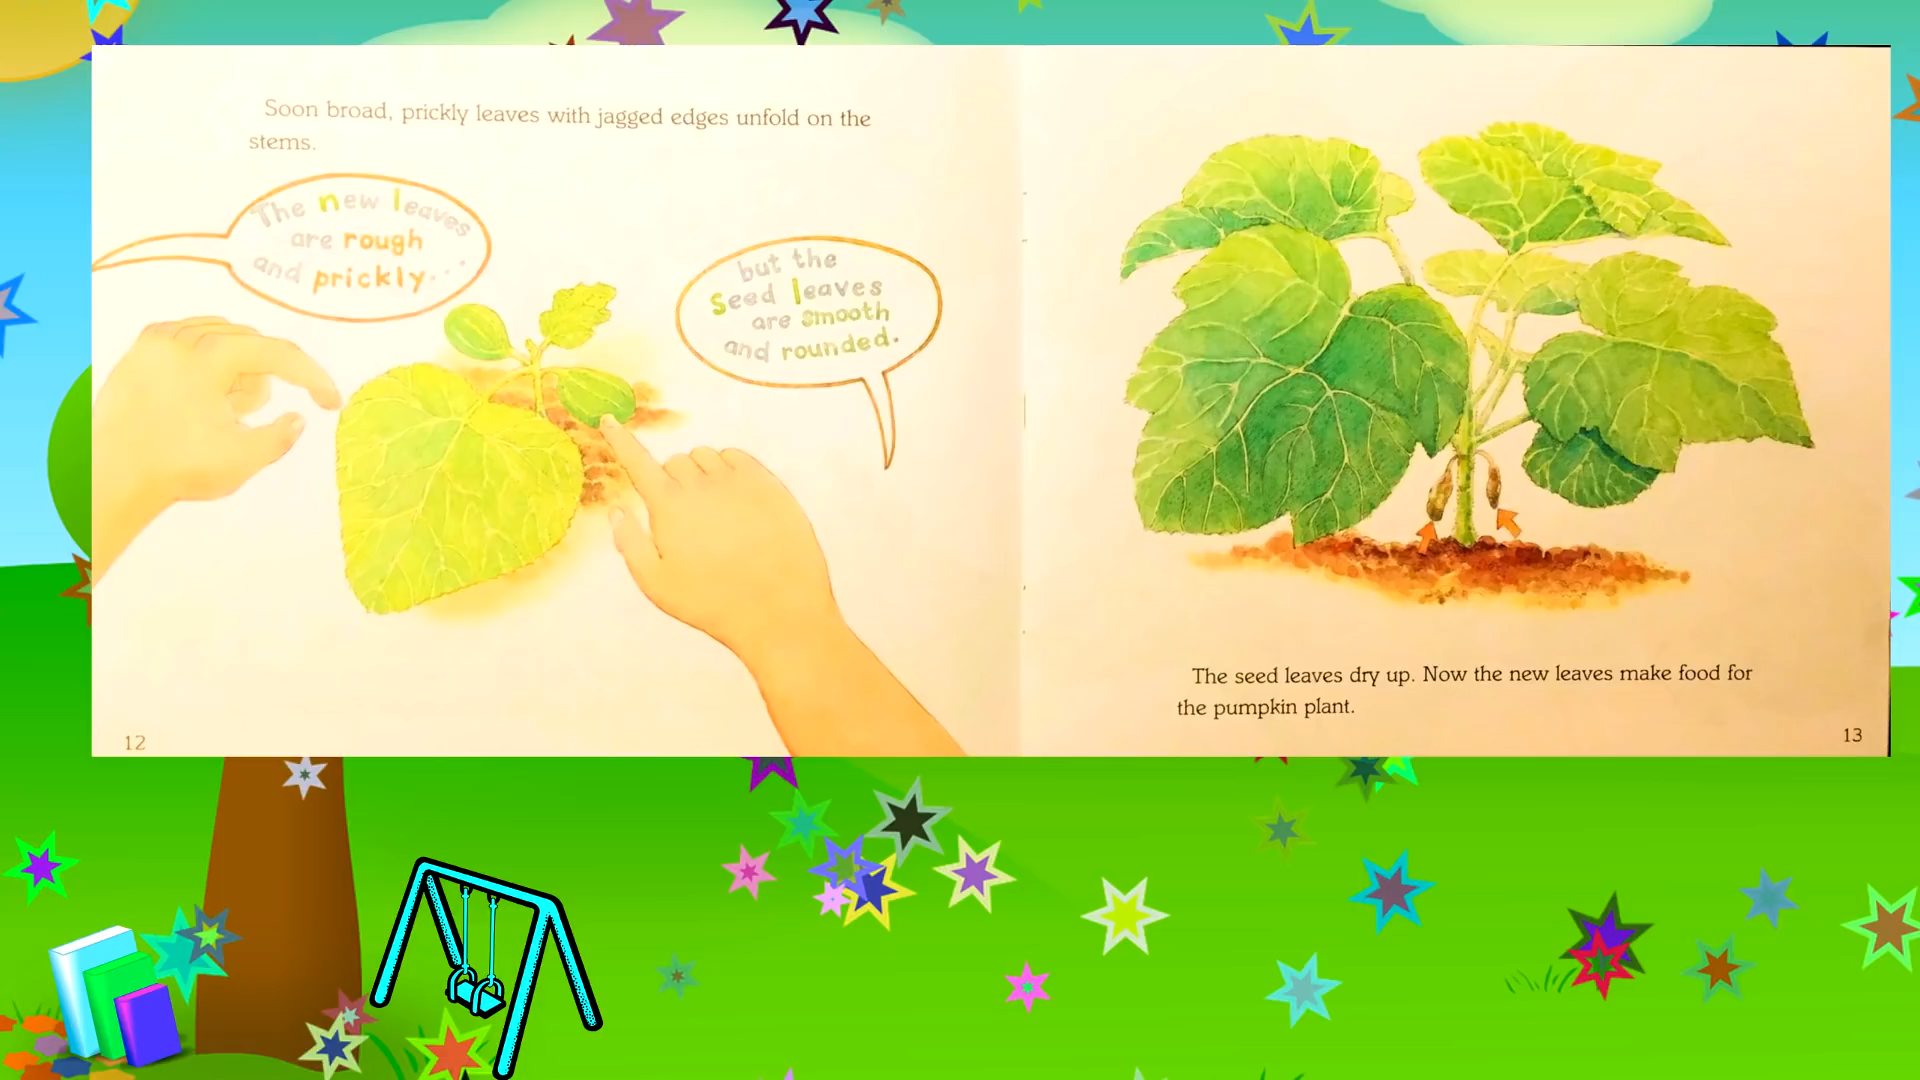 Soon broad, prickly leaves with jagged edges unfold on the
stems.
The new leaves
are rough
and prickly...
but the
seed leaves
are smooth
and rounded.
12
The seed leaves dry up. Now the new leaves make food for
the pumpkin plant.
13